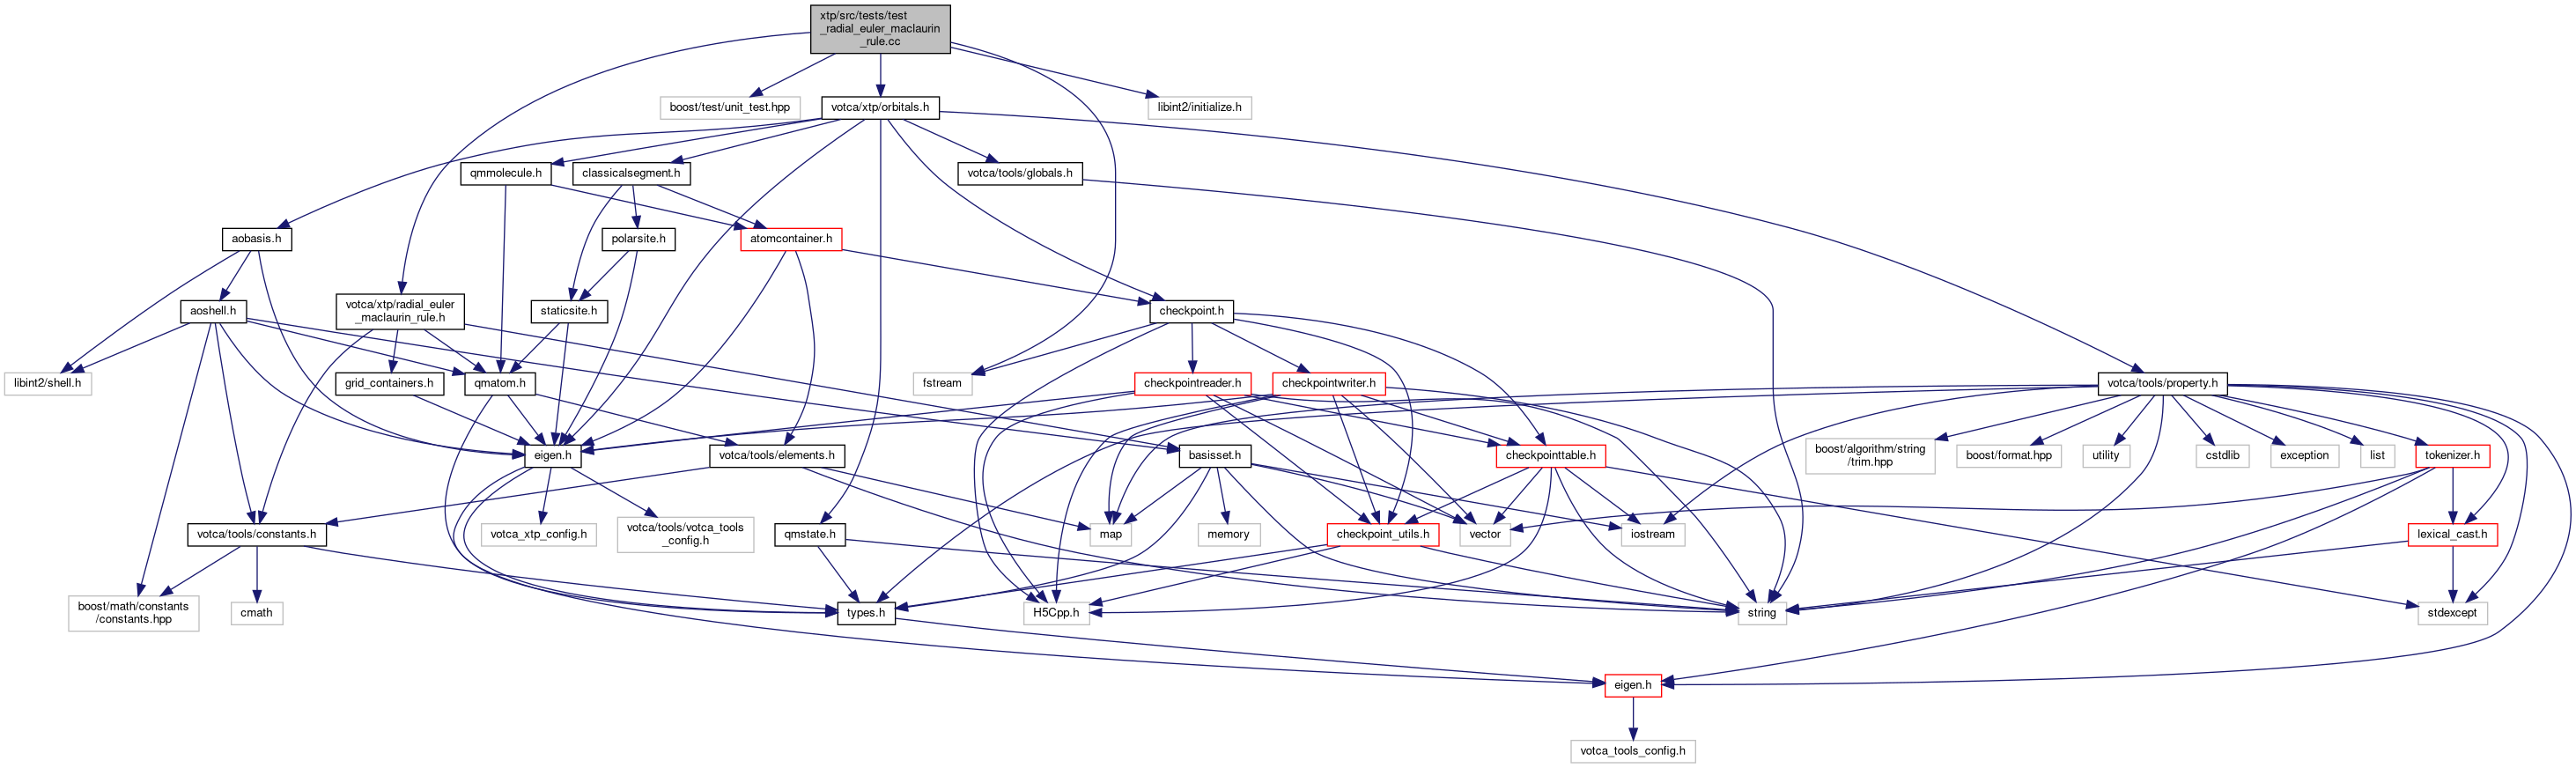 xtp/src/tests/test
_radial_euler_maclaurin
_rule.cc
boost/test/unit_test.hpp
votca/xtp/orbitals.h
libint2/initialize.h
qmmolecule.h
classicalsegment.h
votca/tools/globals.h
aobasis.h
polarsite.h
atomcontainer.h
votca/xtp/radial_euler
_maclaurin_rule.h
aoshell.h
staticsite.h
checkpoint.h
libint2/shell.h
grid_containers.h
qmatom.h
fstream
checkpointreader.h
checkpointwriter.h
votca/tools/property.h
eigen.h
votca/tools/elements.h
basisset.h
checkpointtable.h
boost/algorithm/string
/trim.hpp
boost/format.hpp
utility
cstdlib
exception
list
tokenizer.h
votca/tools/constants.h
votca_xtp_config.h
votca/tools/votca_tools
_config.h
qmstate.h
map
memory
checkpoint_utils.h
vector
iostream
lexical_cast.h
boost/math/constants
/constants.hpp
cmath
types.h
H5Cpp.h
string
stdexcept
eigen.h
votca_tools_config.h